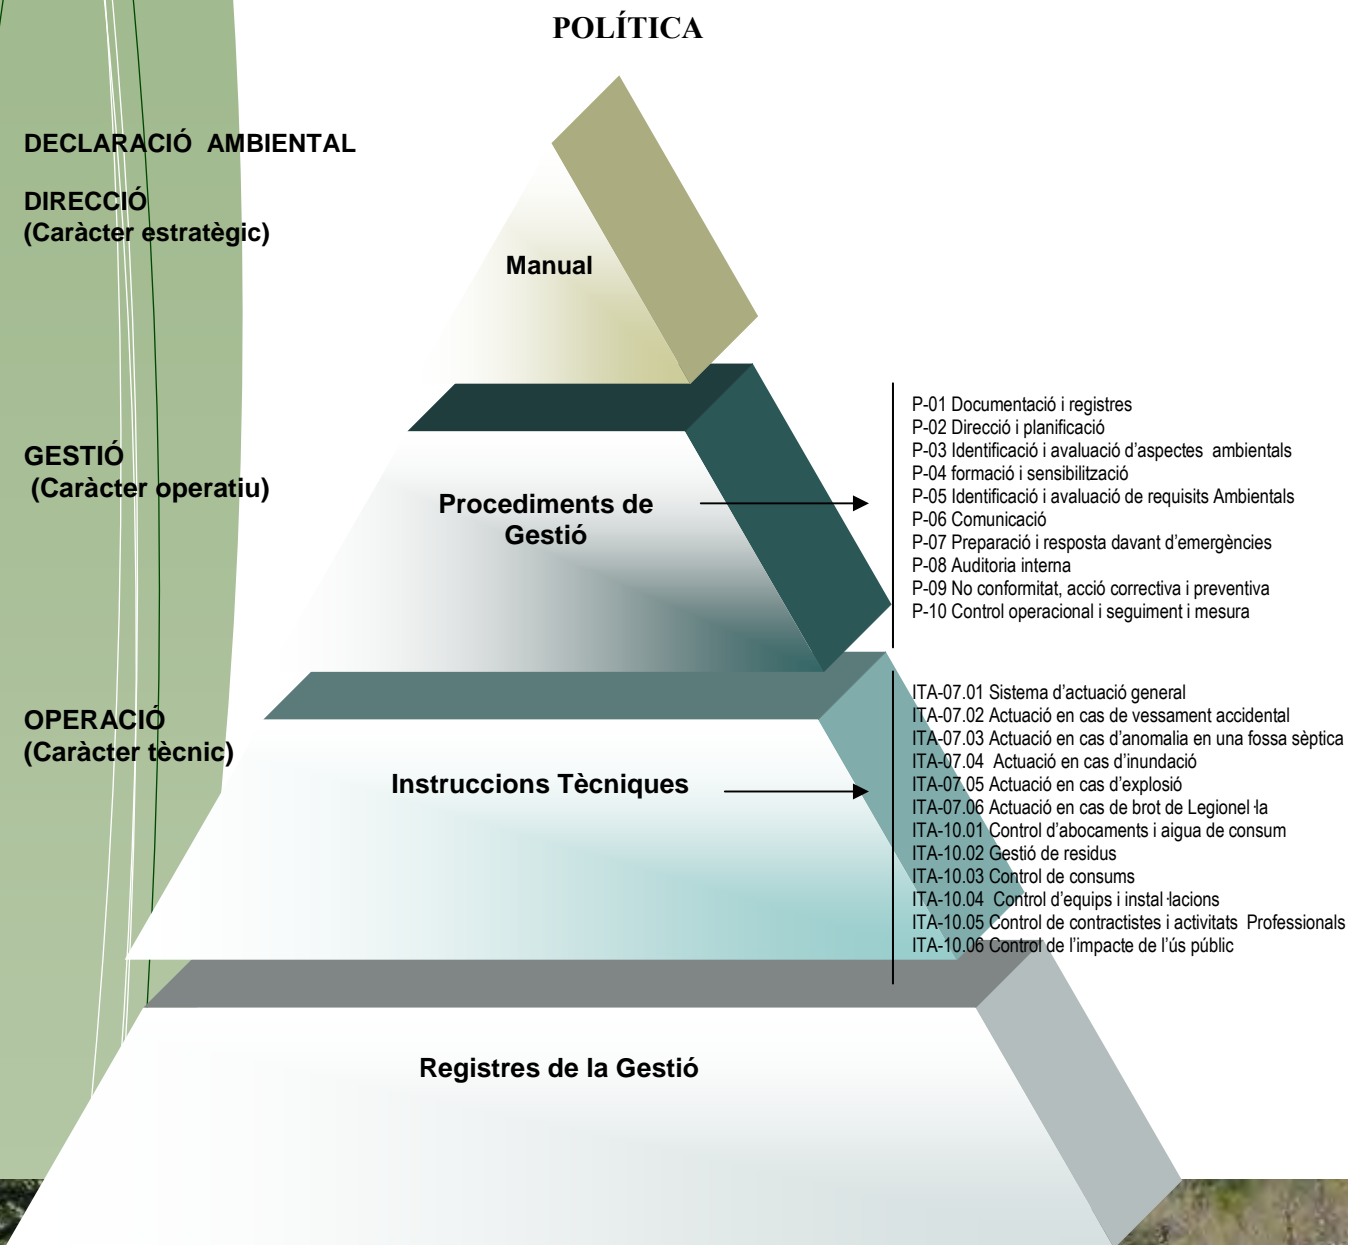 POLÍTICA
DECLARACIÓ AMBIENTAL
DIRECCIÓ
(Caràcter estratègic)
Manual
GESTIÓ
(Caràcter operatiu)
Procediments de
Gestió
P-01 Documentació i registres
P-02 Direcció i planificació
P-03 Identificació i avaluació d'aspectes ambientals
P-04 formació i sensibilització
P-05 Identificació i avaluació de requisits Ambientals
P-06 Comunicació
P-07 Preparació i resposta davant d'emergències
P-08 Auditoria interna
P-09 No conformitat, acció correctiva i preventiva
P-10 Control operacional i seguiment i mesura
OPERACIÓ
(Caràcter tècnic)
Instruccions Tècniques
ITA-07.01 Sistema d'actuació general
ITA-07.02 Actuació en cas de vessament accidental
ITA-07.03 Actuació en cas d'anomalia en una fossa sèptica
ITA-07.04 Actuació en cas d'inundació
ITA-07.05 Actuació en cas d'explosió
ITA-07.06 Actuació en cas de brot de Legionel·la
ITA-10.01 Control d'abocaments i aigua de consum
ITA-10.02 Gestió de residus
ITA-10.03 Control de consums
ITA-10.04 Control d'equips i instal·lacions
ITA-10.05 Control de contractistes i activitats Professionals
ITA-10.06 Control de l'impacte de l'ús públic
Registres de la Gestió